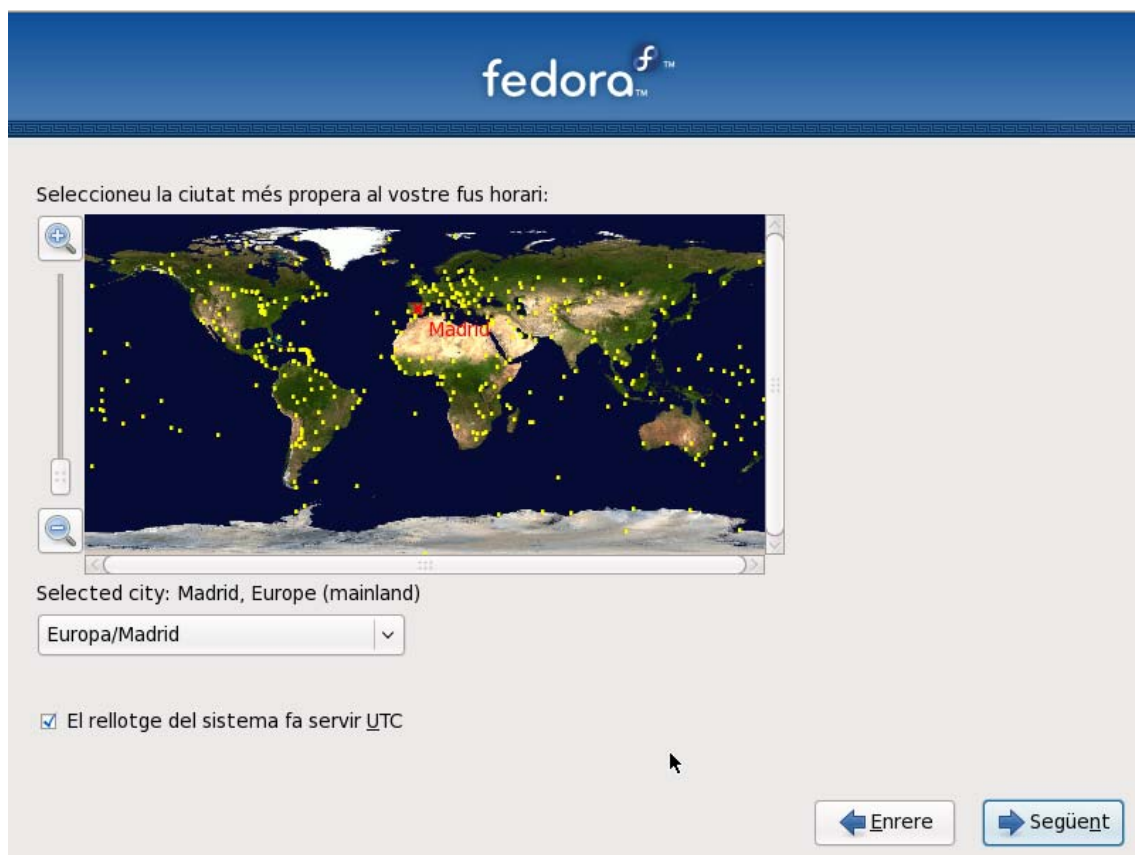 fedora™
Seleccioneu la ciutat més propera al vostre fus horari:
Madrid
Selected city: Madrid, Europe (mainland)
Europa/Madrid
El rellotge del sistema fa servir UTC
Enrere
Següent